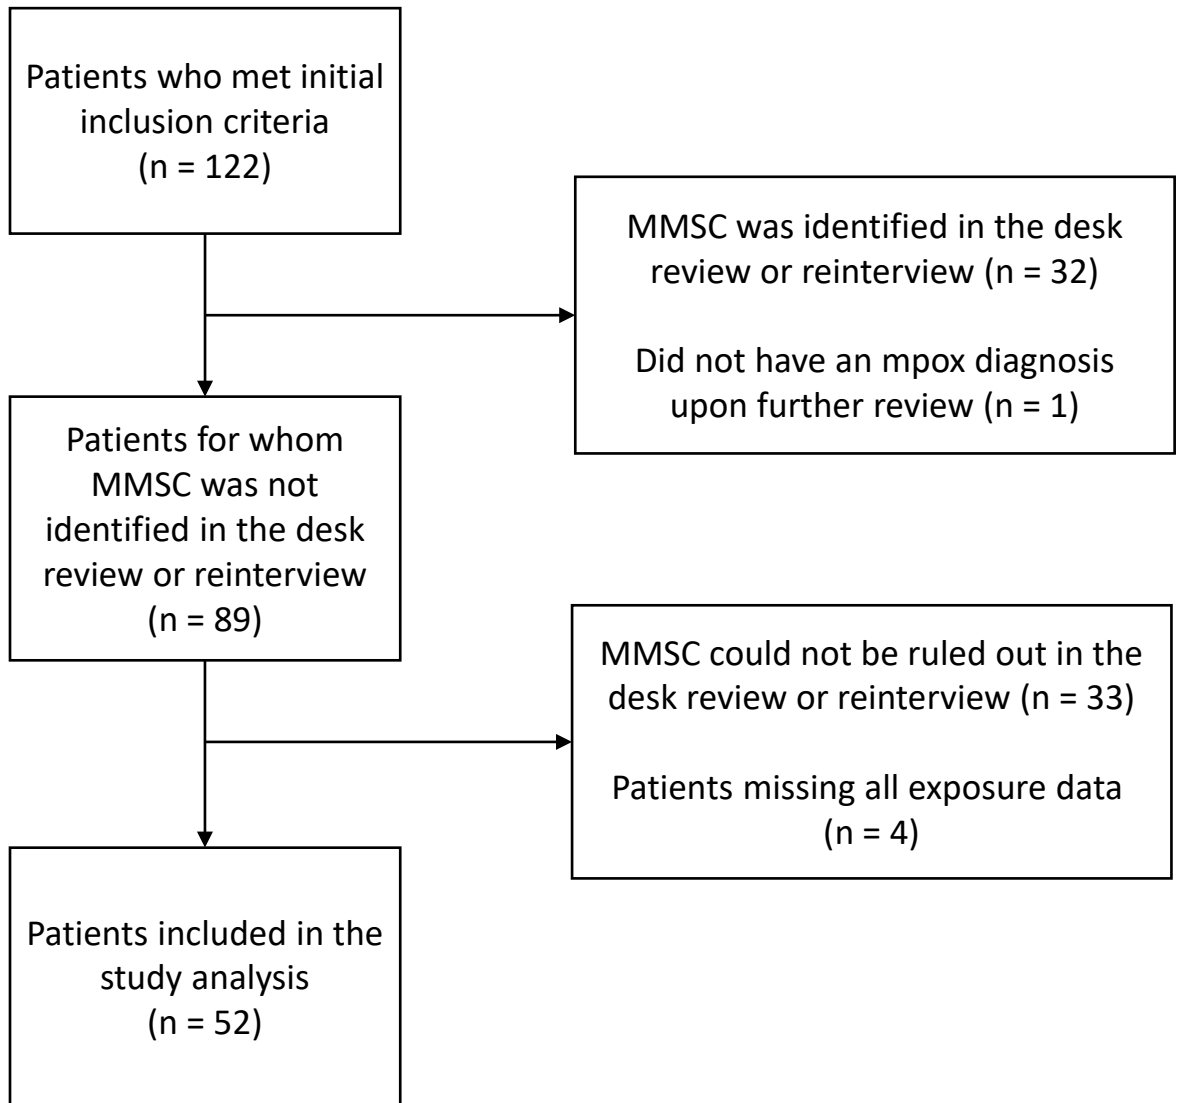 Patients who met initial
inclusion criteria
(n = 122)
MMSC was identified in the desk
review or reinterview (n = 32)
Did not have an mpox diagnosis
upon further review (n = 1)
Patients for whom
MMSC was not
identified in the desk
review or reinterview
(n = 89)
MMSC could not be ruled out in the
desk review or reinterview (n = 33)
Patients missing all exposure data
(n = 4)
Patients included in the
study analysis
(n = 52)